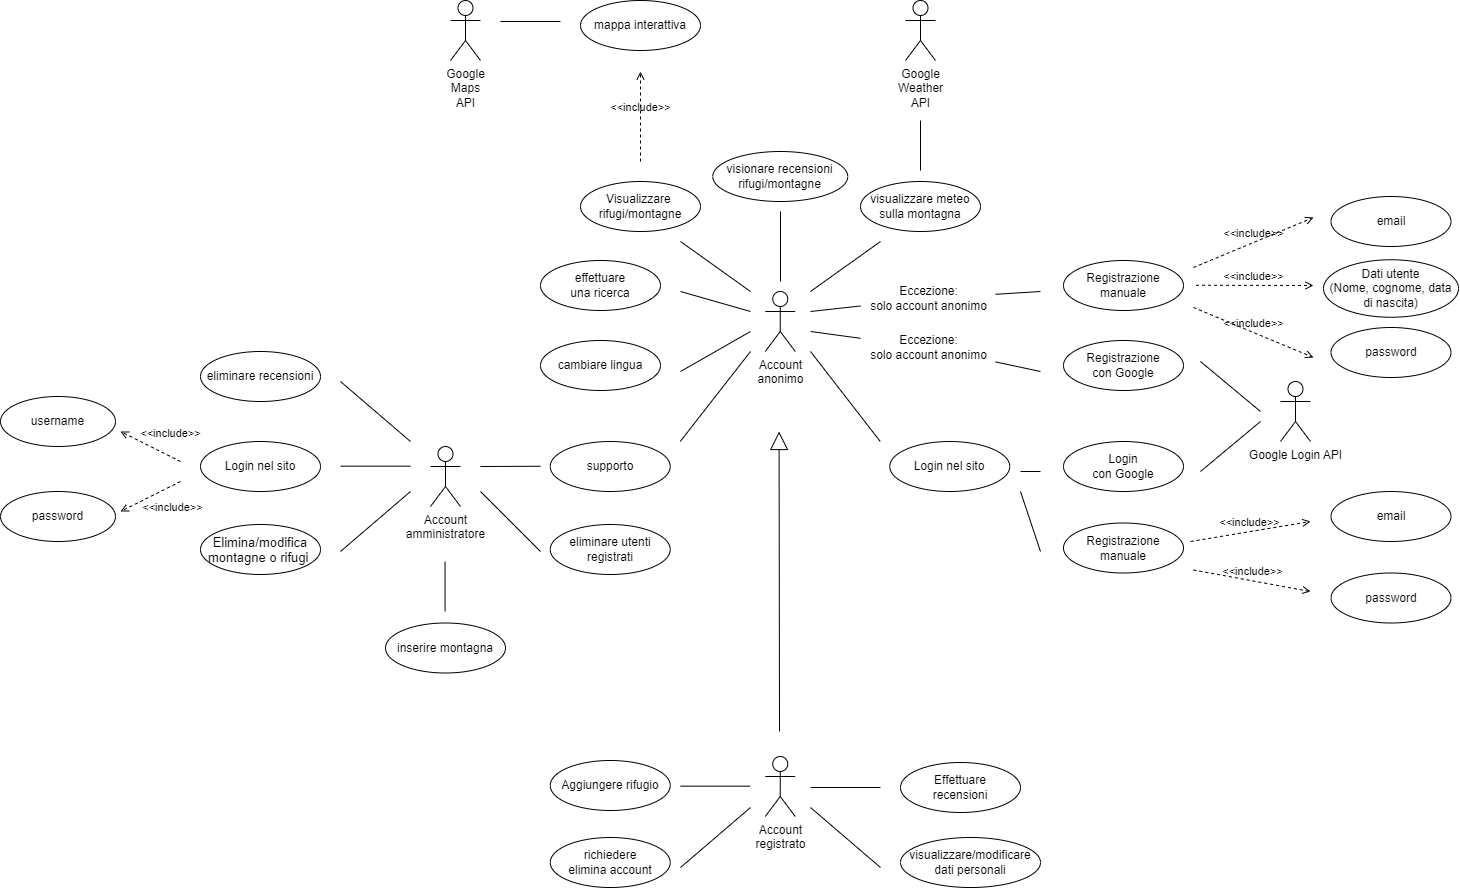 mappa interattiva
Google
Maps
API
Google
Weather
API
<<include>>
visionare recensioni
rifugi/montagne
Visualizzare
rifugi/montagne
visualizzare meteo
sulla montagna
email
<<include>>
effettuare
una ricerca
Eccezione:
solo account anonimo
Registrazione
manuale
<<include>>
Dati utente
(Nome, cognome, data
di nascita)
<<include>>
password
cambiare lingua
Account
anonimo
Eccezione:
solo account anonimo
Registrazione
con Google
eliminare recensioni
username
<<include>>
Login nel sito
supporto
Login nel sito
Login
con Google
Google Login API
password
<<include>>
Account
amministratore
Elimina/modifica
montagne o rifugi
eliminare utenti
registrati
Registrazione
manuale
<<include>>
email
<<include>>
password
inserire montagna
Aggiungere rifugio
Effettuare
recensioni
Account
registrato
richiedere
elimina account
visualizzare/modificare
dati personali